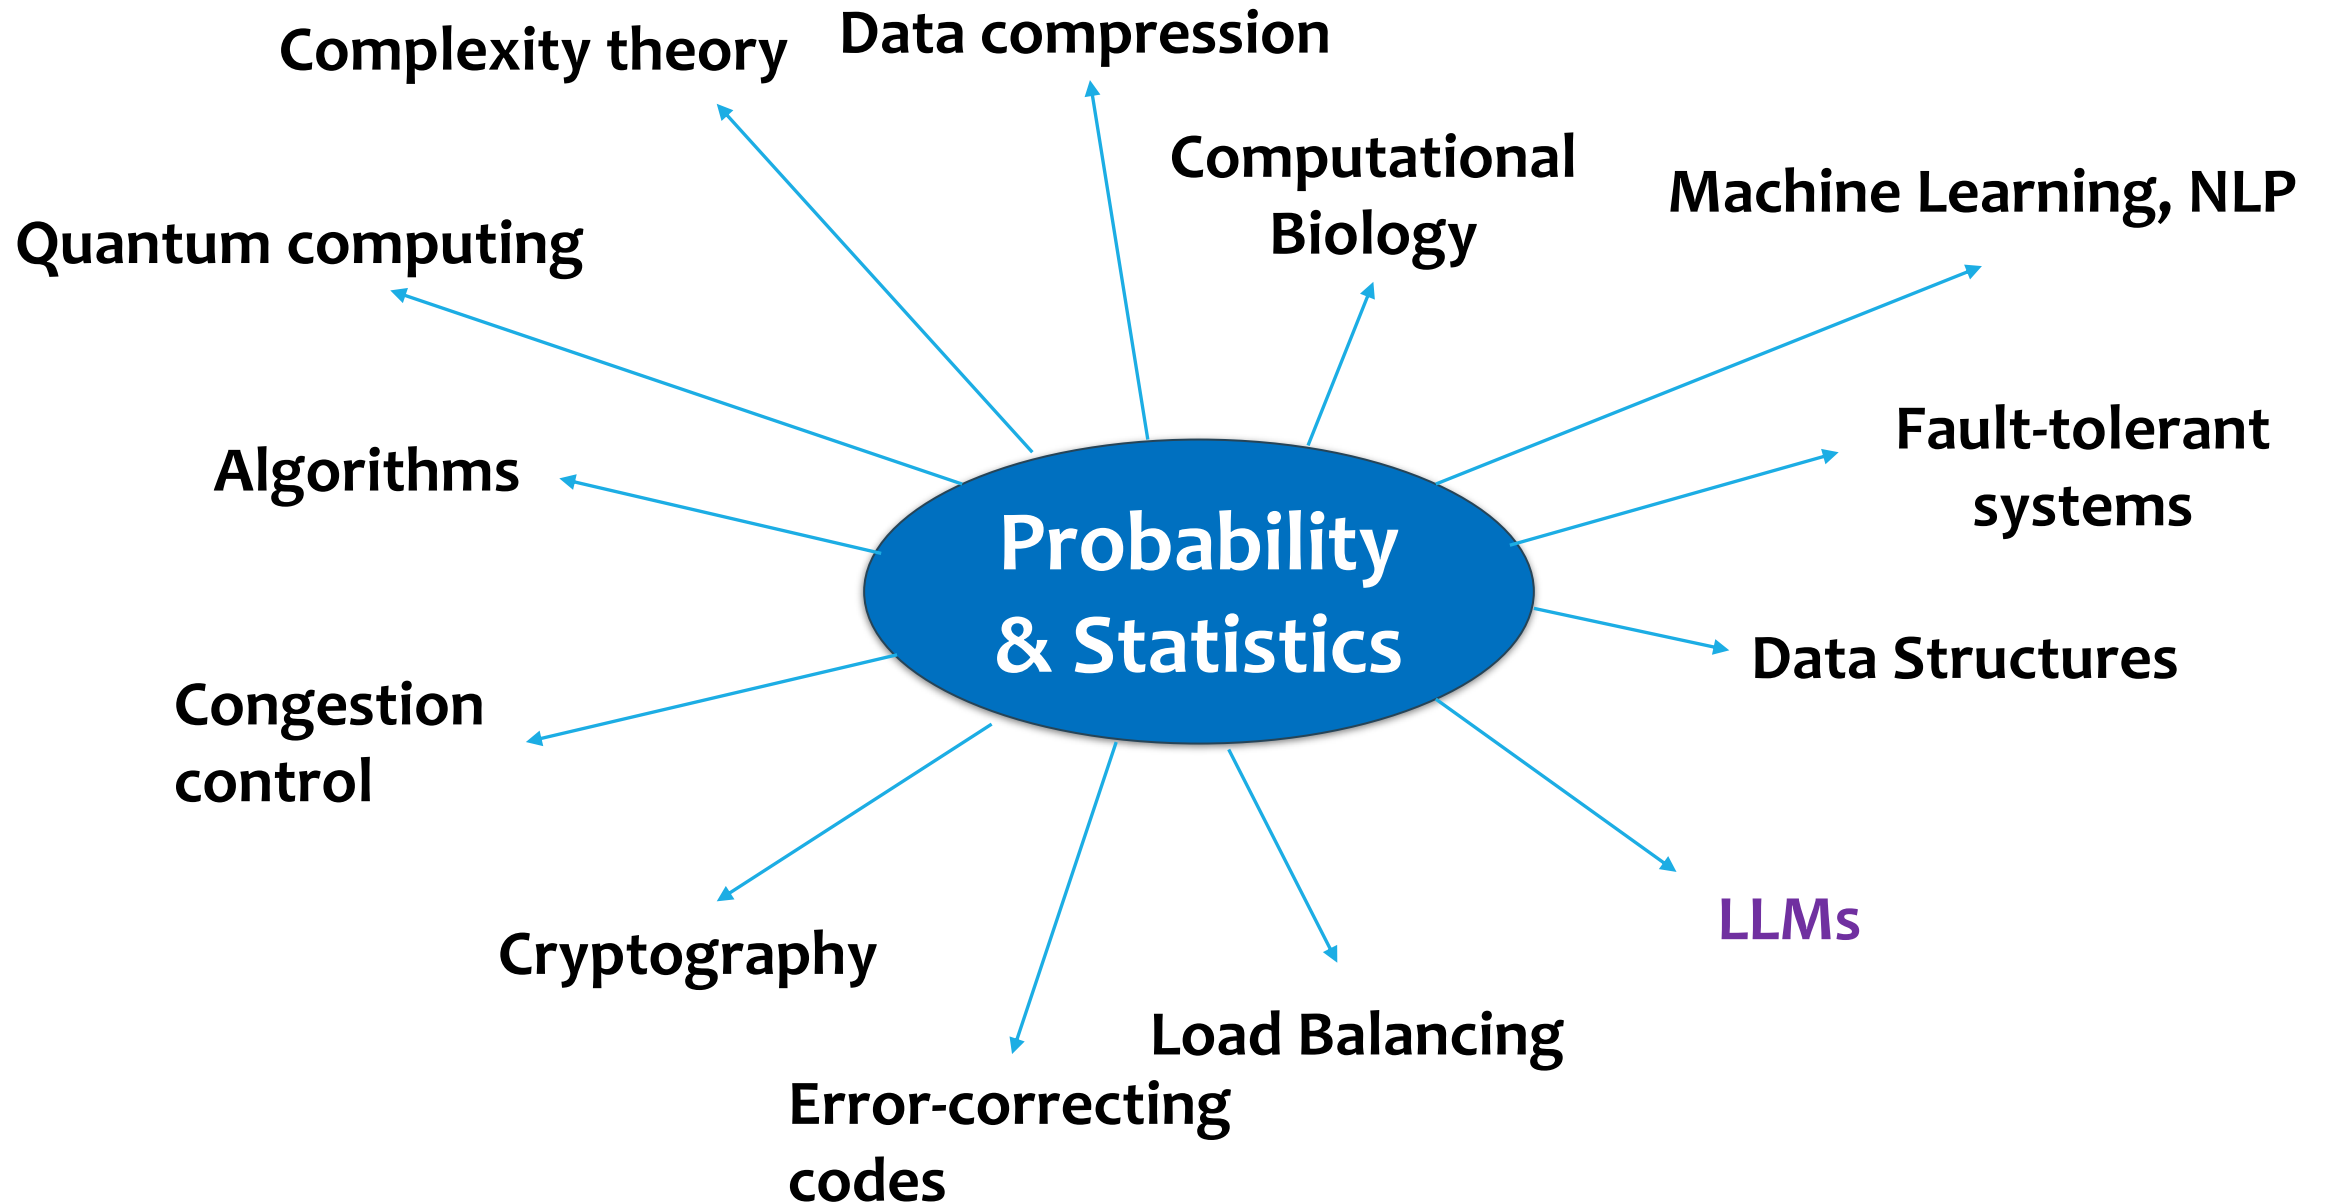 Complexity theory
Data compression
Computational
Biology
Machine Learning, NLP
Quantum computing
Fault-tolerant
systems
Algorithms
Probability
& Statistics
Data Structures
Congestion
control
LLMs
Cryptography
Load Balancing
Error-correcting
codes